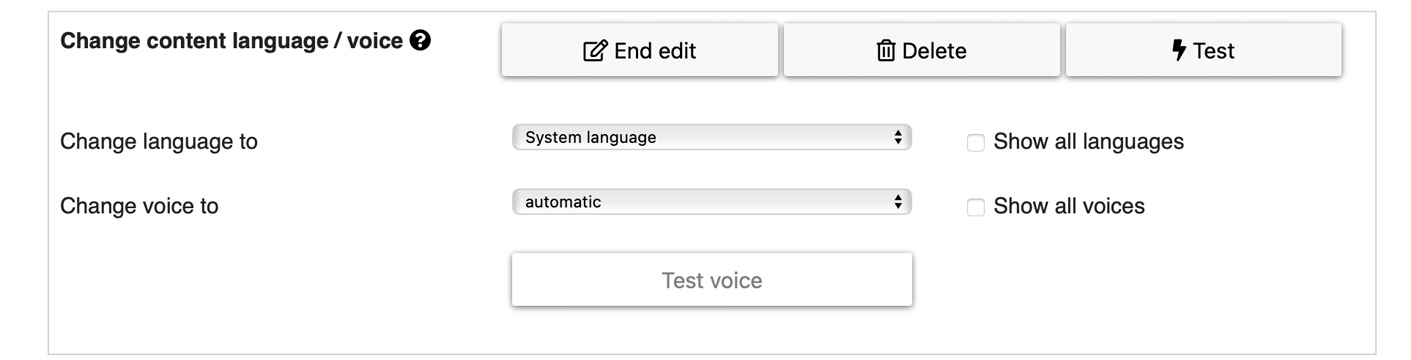 Change content language / voice
End edit
Delete
Test
Change language to
System language
Show all languages
Change voice to
automatic
Show all voices
Test voice